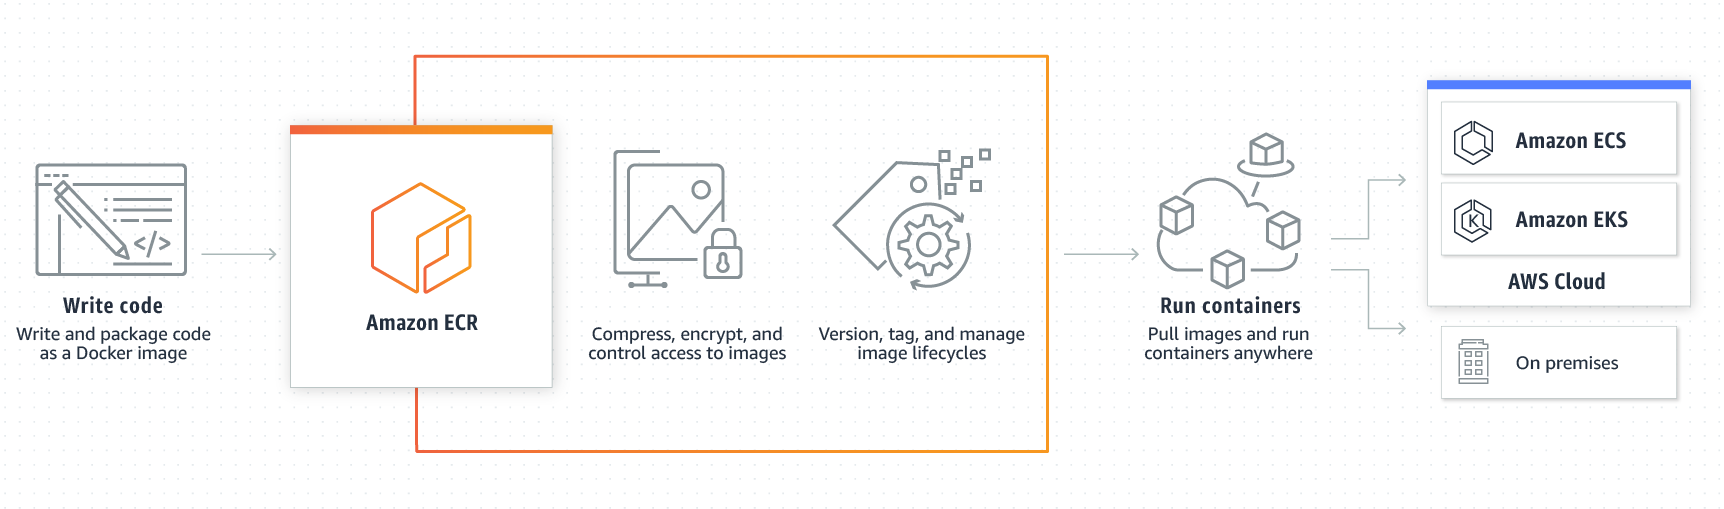 </>
Write code
Write and package code
as a Docker image
Amazon ECR
Compress, encrypt, and
control access to images
Version, tag, and manage
image lifecycles
Run containers
Pull images and run
containers anywhere
Amazon ECS
K
Amazon EKS
AWS Cloud
On premises